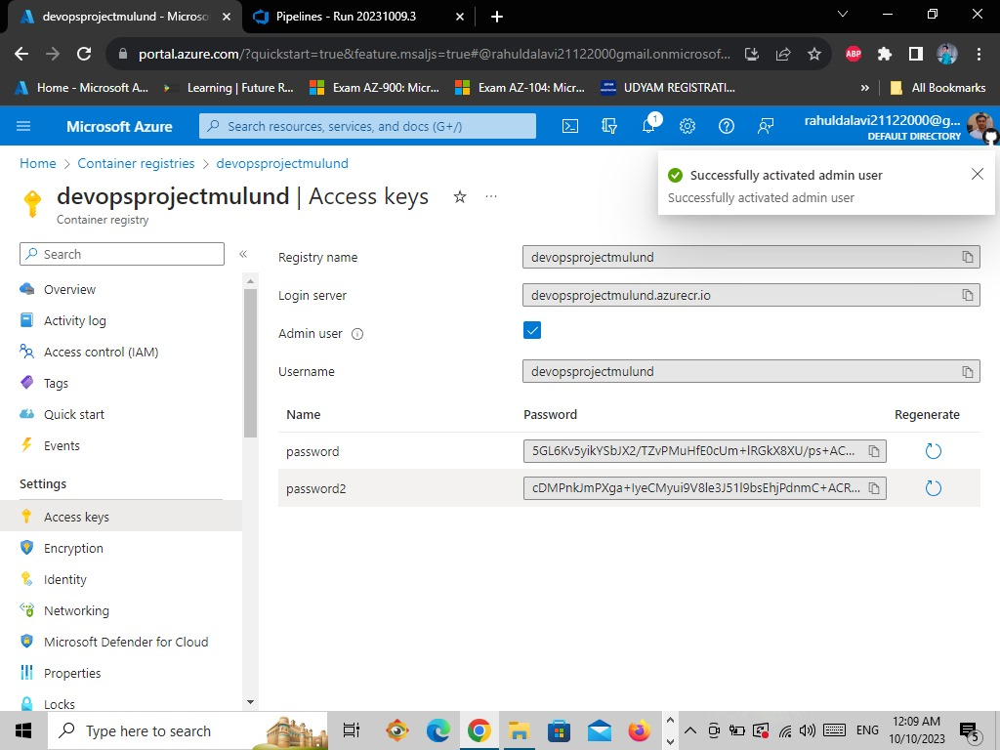 devopsprojectmulund - Microso
Pipelines - Run 20231009.3
portal.azure.com/?quickstart=true&feature.msaljs=true#@rahuldalavi21122000gmail.onmicrosof...
ABP
Home - Microsoft A...
Learning | Future R...
Exam AZ-900: Micr...
Exam AZ-104: Micr...
UDYAM REGISTRATI...
»
All Bookmarks
Microsoft Azure
Search resources, services, and docs (G+/)
1
rahuldalavi21122000@g...
DEFAULT DIRECTORY
Home > Container registries > devopsprojectmulund
devopsprojectmulund | Access keys
...
Container registry
Successfully activated admin user
Successfully activated admin user
Search
«
Overview
Activity log
Access control (IAM)
Tags
Quick start
Events
Settings
Access keys
Encryption
Identity
Networking
Microsoft Defender for Cloud
Properties
Locks
Registry name
devopsprojectmulund
Login server
devopsprojectmulund.azurecr.io
Admin user
Username
devopsprojectmulund
Name Password Regenerate
password 5GL6Kv5yikYSbJX2/TZvPMuHfE0cUm+lRGkX8XU/ps+AC...
password2 cDMPnkJmPXga+IyeCMyui9V8le3J51l9bsEhjPdnmC+ACR...
Type here to search
ENG
12:09 AM
10/10/2023
5